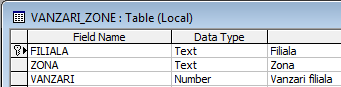 VANZARI_ZONE : Table (Local)
Field Name Data Type
FILIALA Text Filiala
ZONA Text Zona
VANZARI Number Vanzari filiala